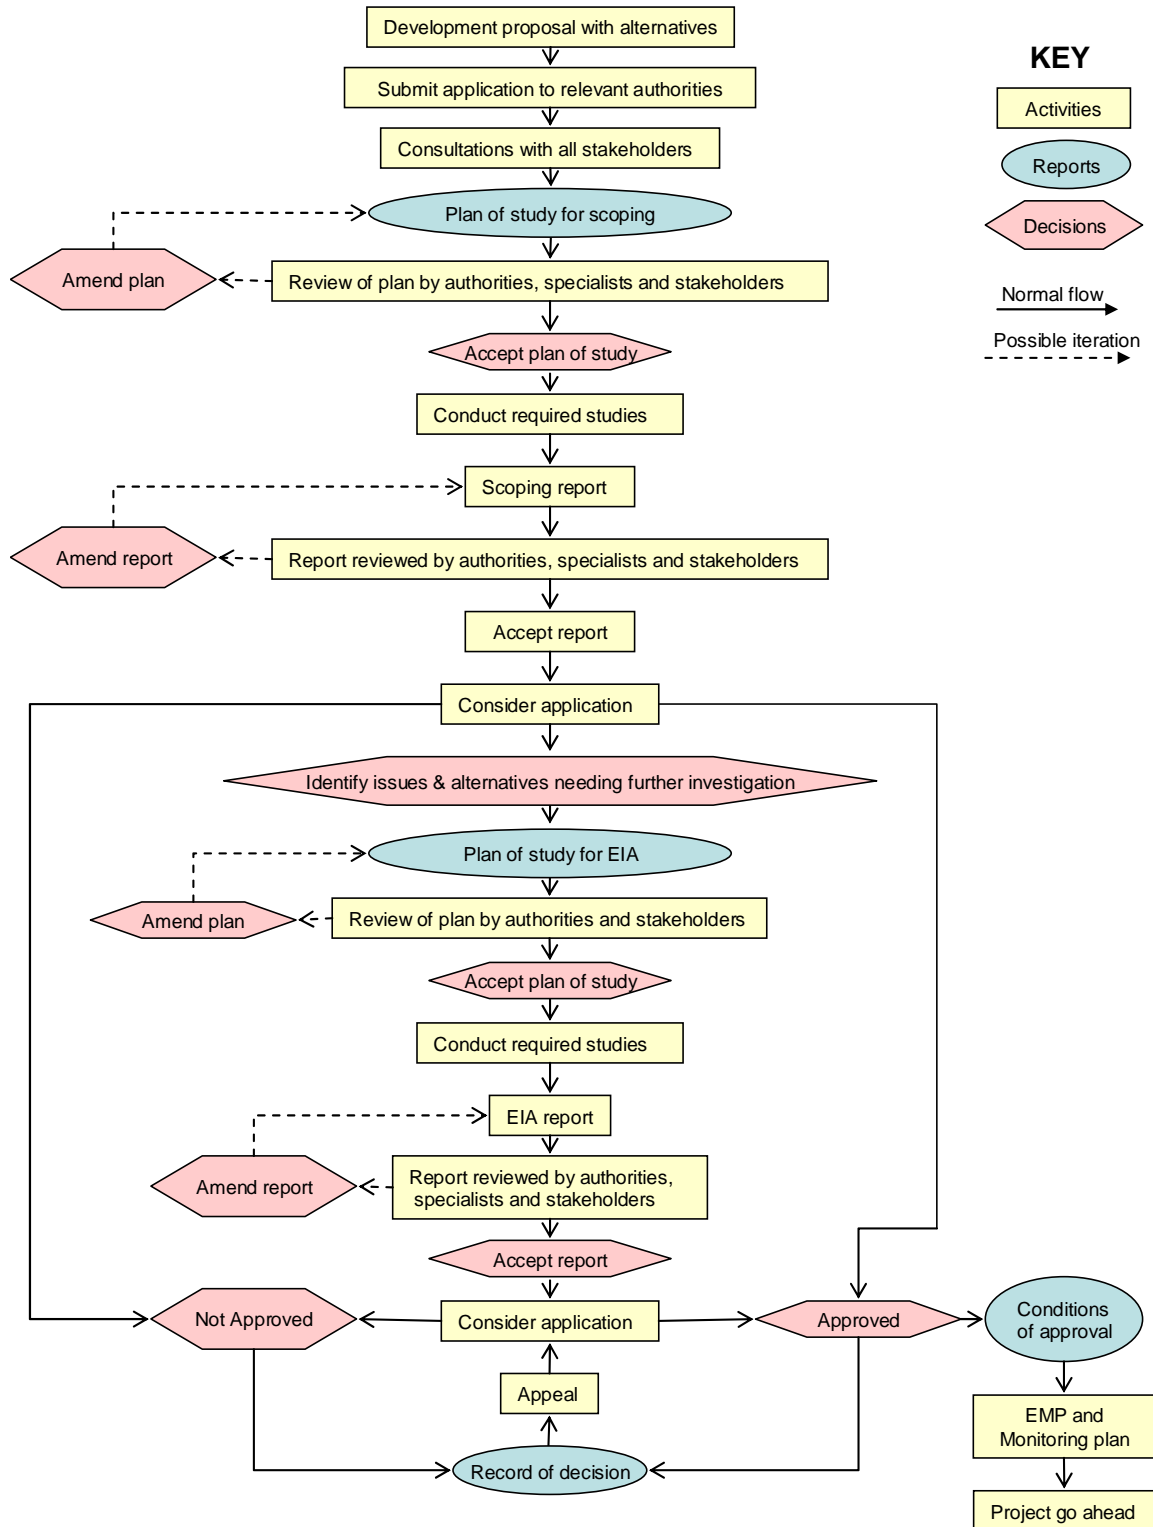 Development proposal with alternatives
KEY
Submit application to relevant authorities
Activities
Consultations with all stakeholders
Reports
Plan of study for scoping
Decisions
Amend plan
Review of plan by authorities, specialists and stakeholders
Normal flow
Possible iteration
Accept plan of study
Conduct required studies
Scoping report
Amend report
Report reviewed by authorities, specialists and stakeholders
Accept report
Consider application
Identify issues & alternatives needing further investigation
Plan of study for EIA
Amend plan
Review of plan by authorities and stakeholders
Accept plan of study
Conduct required studies
EIA report
Amend report
Report reviewed by authorities,
specialists and stakeholders
Accept report
Not Approved
Consider application
Approved
Conditions
of approval
Appeal
EMP and
Monitoring plan
Record of decision
Project go ahead